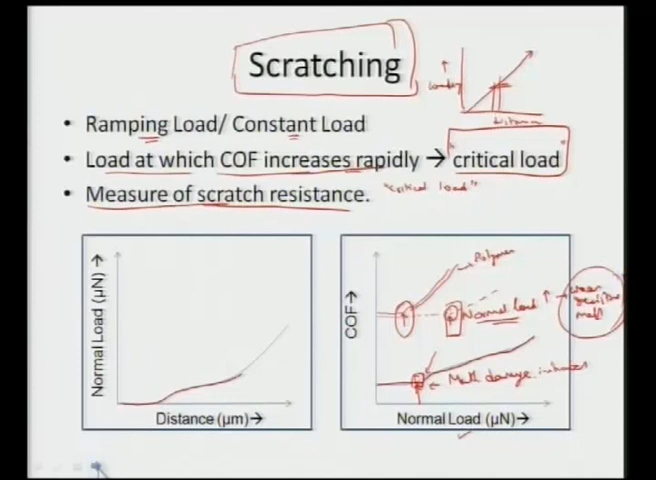 Scratching
loading
distance
• Ramping Load/ Constant Load
• Load at which COF increases rapidly → "critical load"
• Measure of scratch resistance. "critical load"
Normal Load (µN) →
Distance (µm) →
COF →
Polymer
Normal load ↑ →
wear
Matl damage initiates
Normal Load (µN) →